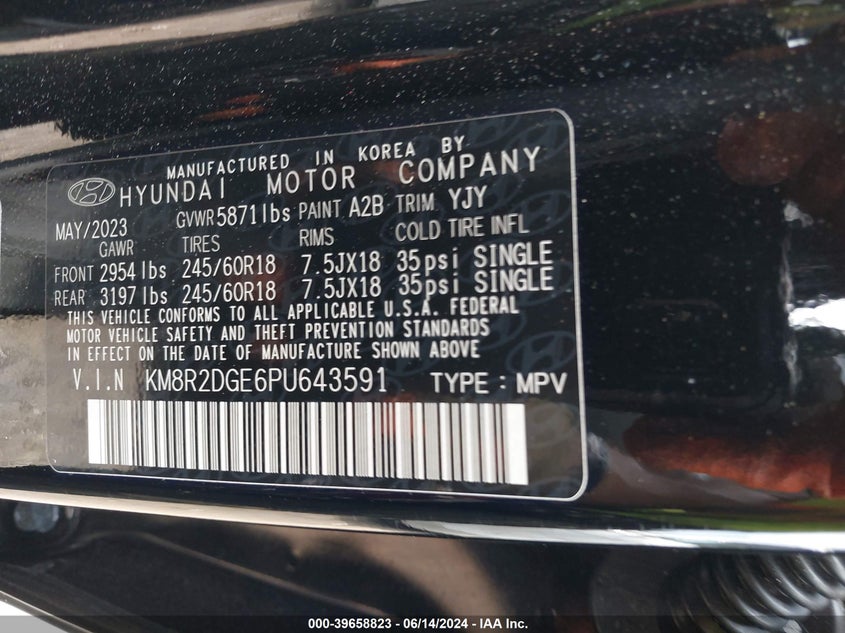 MANUFACTURED IN KOREA BY
HYUNDAI MOTOR COMPANY
MAY/2023 GVWR 5871lbs PAINT A2B TRIM YJY
GAWR TIRES RIMS COLD TIRE INFL
FRONT 2954 lbs 245/60R18 7.5JX18 35psi SINGLE
REAR 3197 lbs 245/60R18 7.5JX18 35psi SINGLE
THIS VEHICLE CONFORMS TO ALL APPLICABLE U.S.A. FEDERAL
MOTOR VEHICLE SAFETY AND THEFT PREVENTION STANDARDS
IN EFFECT ON THE DATE OF MANUFACTURE SHOWN ABOVE
V.I.N KM8R2DGE6PU643591 TYPE : MPV
000-39658823 / 06/14/2024 / IAA Inc.